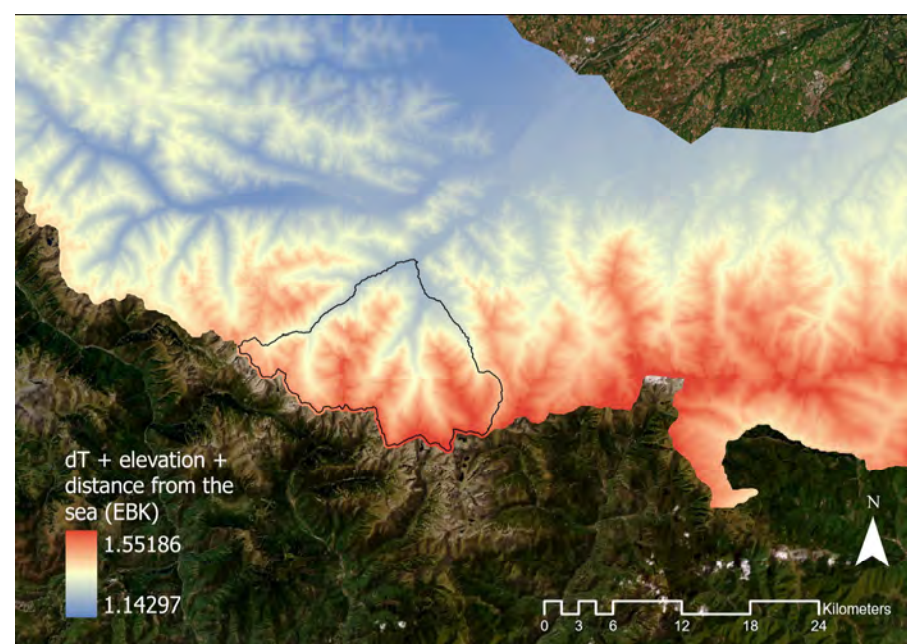 dT + elevation +
distance from the
sea (EBK)
1.55186
1.14297
N
Kilometers
0 3 6 12 18 24